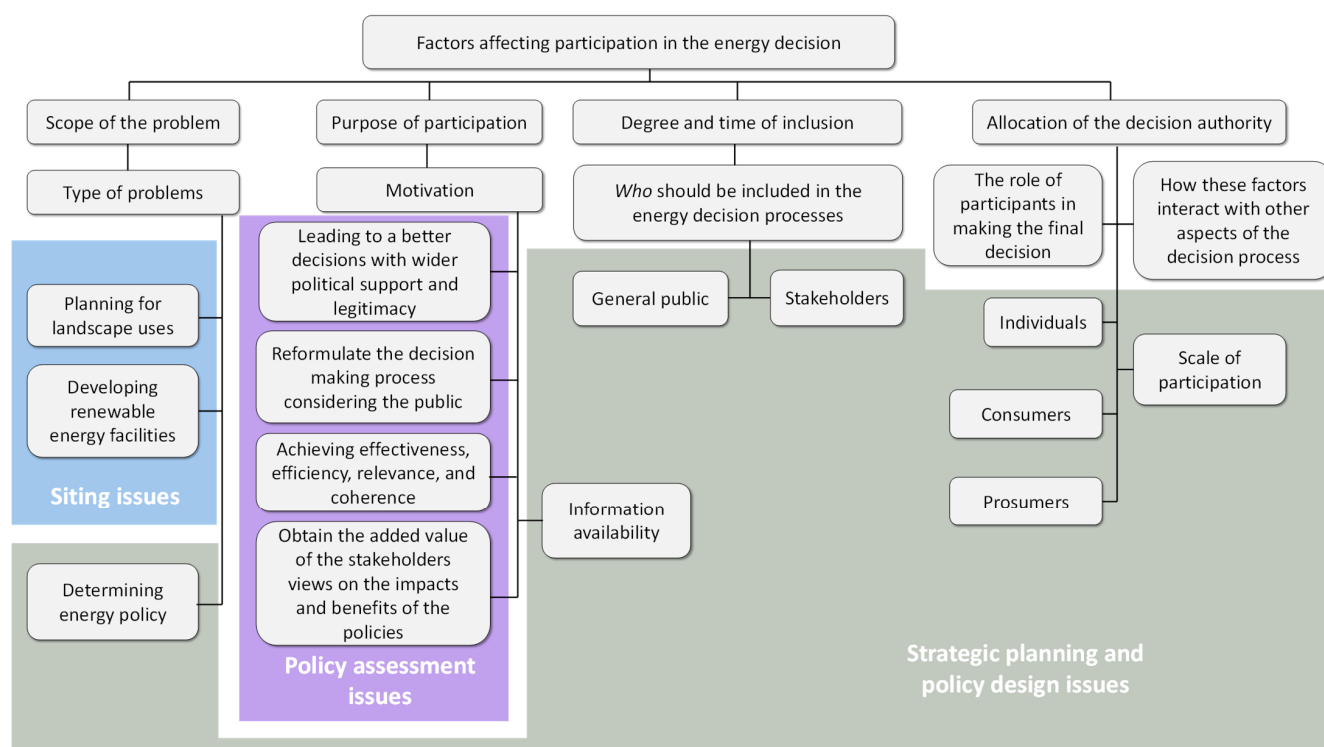 Factors affecting participation in the energy decision
Scope of the problem
Purpose of participation
Degree and time of inclusion
Allocation of the decision authority
Type of problems
Motivation
Who should be included in the
energy decision processes
The role of
participants in
making the final
decision
How these factors
interact with other
aspects of the
decision process
Planning for
landscape uses
Developing
renewable
energy facilities
Siting issues
Determining
energy policy
Leading to a better
decisions with wider
political support and
legitimacy
Reformulate the decision
making process
considering the public
Achieving effectiveness,
efficiency, relevance, and
coherence
Obtain the added value
of the stakeholders
views on the impacts
and benefits of the
policies
Policy assessment
issues
Information
availability
General public
Stakeholders
Individuals
Consumers
Prosumers
Scale of
participation
Strategic planning and
policy design issues